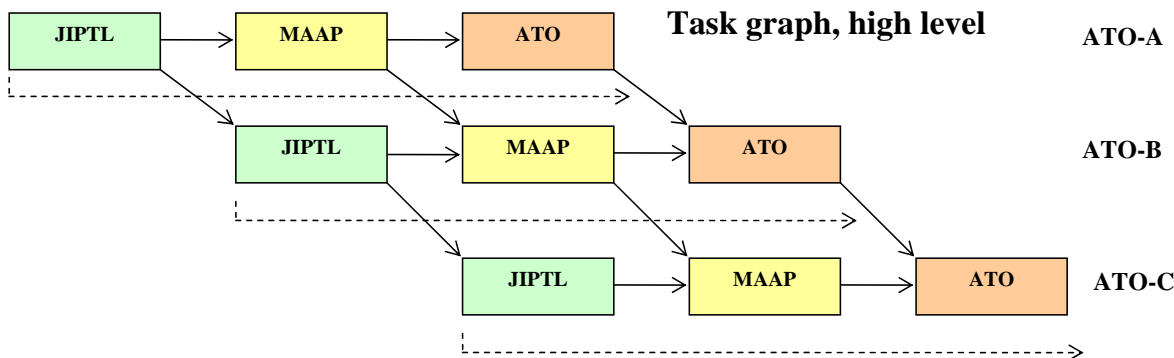 Task graph, high level
JIPTL MAAP ATO ATO-A
JIPTL MAAP ATO ATO-B
JIPTL MAAP ATO ATO-C